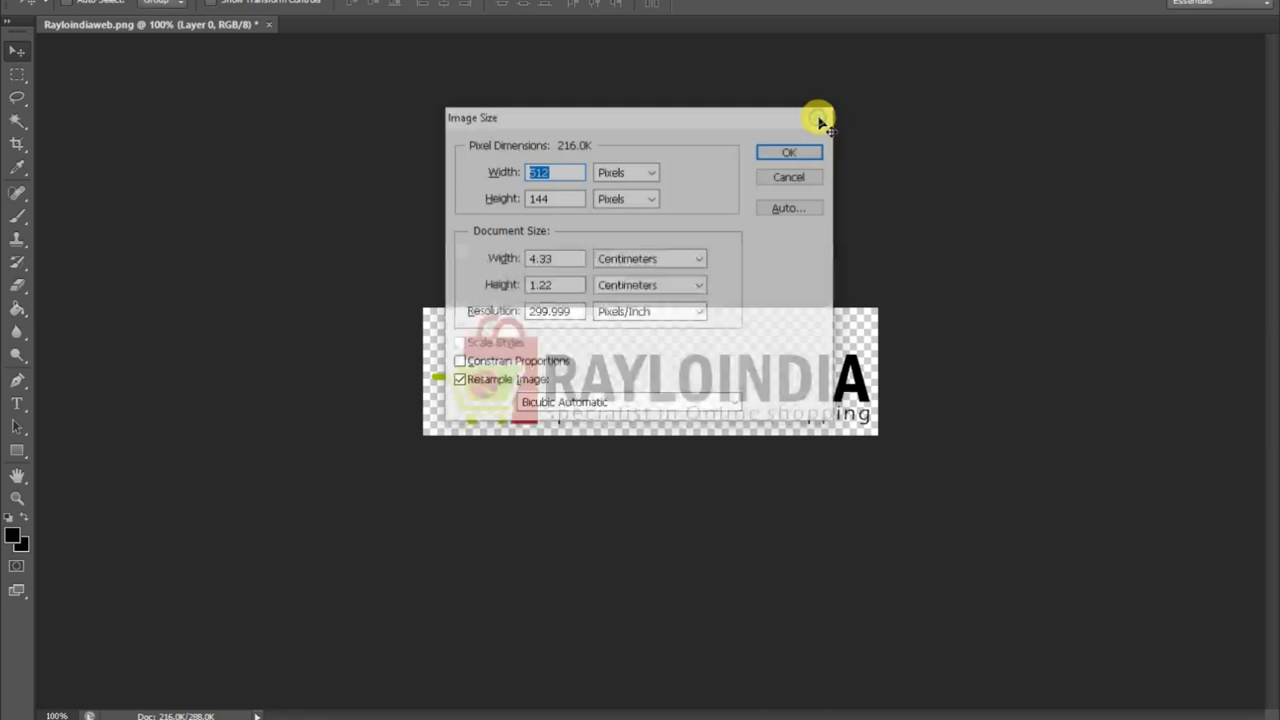 Auto-Select: Group Show Transform Controls Essentials
Rayloindiaweb.png @ 100% (Layer 0, RGB/8) * ×
Image Size
Pixel Dimensions: 216.0K
Width: 512 Pixels
Height: 144 Pixels
OK
Cancel
Auto...
Document Size:
Width: 4.33 Centimeters
Height: 1.22 Centimeters
Resolution: 299.999 Pixels/Inch
Scale Styles
Constrain Proportions
Resample Image:
Bicubic Automatic
RAYLOINDIA
specialist in Online shopping
100% Doc: 216.0K/288.0K